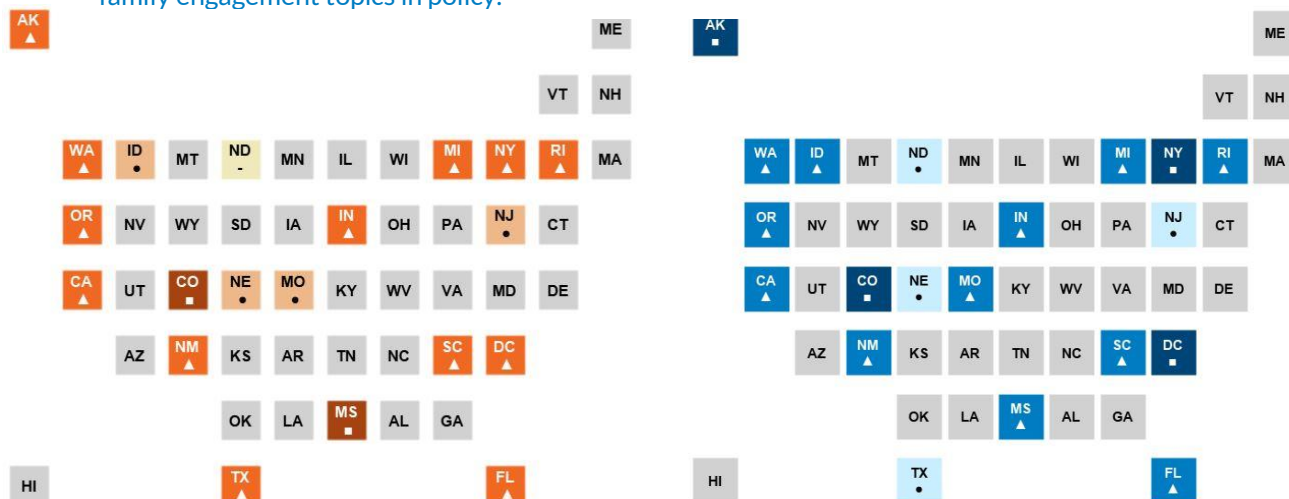 family engagement topics in policy.
AK ▲ ME
VT NH
WA ▲ ID ● MT ND - MN IL WI MI ▲ NY ▲ RI ▲ MA
OR ▲ NV WY SD IA IN ▲ OH PA NJ ● CT
CA ▲ UT CO ■ NE ● MO ● KY WV VA MD DE
AZ NM ▲ KS AR TN NC SC ▲ DC ▲
OK LA MS ■ AL GA
HI TX ▲ FL ▲
AK ■ ME
VT NH
WA ▲ ID ▲ MT ND ● MN IL WI MI ▲ NY ■ RI ▲ MA
OR ▲ NV WY SD IA IN ▲ OH PA NJ ● CT
CA ▲ UT CO ■ NE ● MO ▲ KY WV VA MD DE
AZ NM ▲ KS AR TN NC SC ▲ DC ■
OK LA MS ▲ AL GA
HI TX ● FL ▲